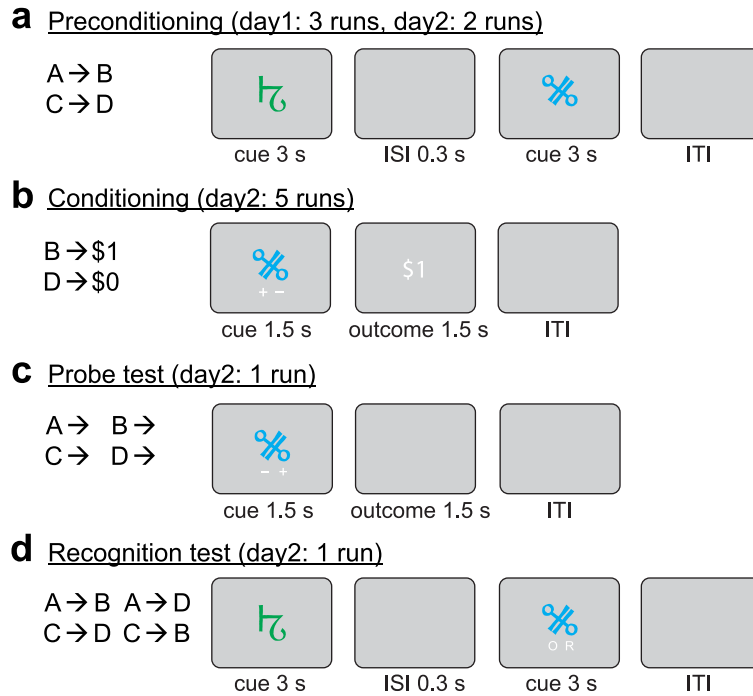 a Preconditioning (day1: 3 runs, day2: 2 runs)
A → B
C → D
cue 3 s ISI 0.3 s cue 3 s ITI
b Conditioning (day2: 5 runs)
B → $1
D → $0
+ −
$1
cue 1.5 s outcome 1.5 s ITI
c Probe test (day2: 1 run)
A → B →
C → D →
− +
cue 1.5 s outcome 1.5 s ITI
d Recognition test (day2: 1 run)
A → B A → D
C → D C → B
O R
cue 3 s ISI 0.3 s cue 3 s ITI